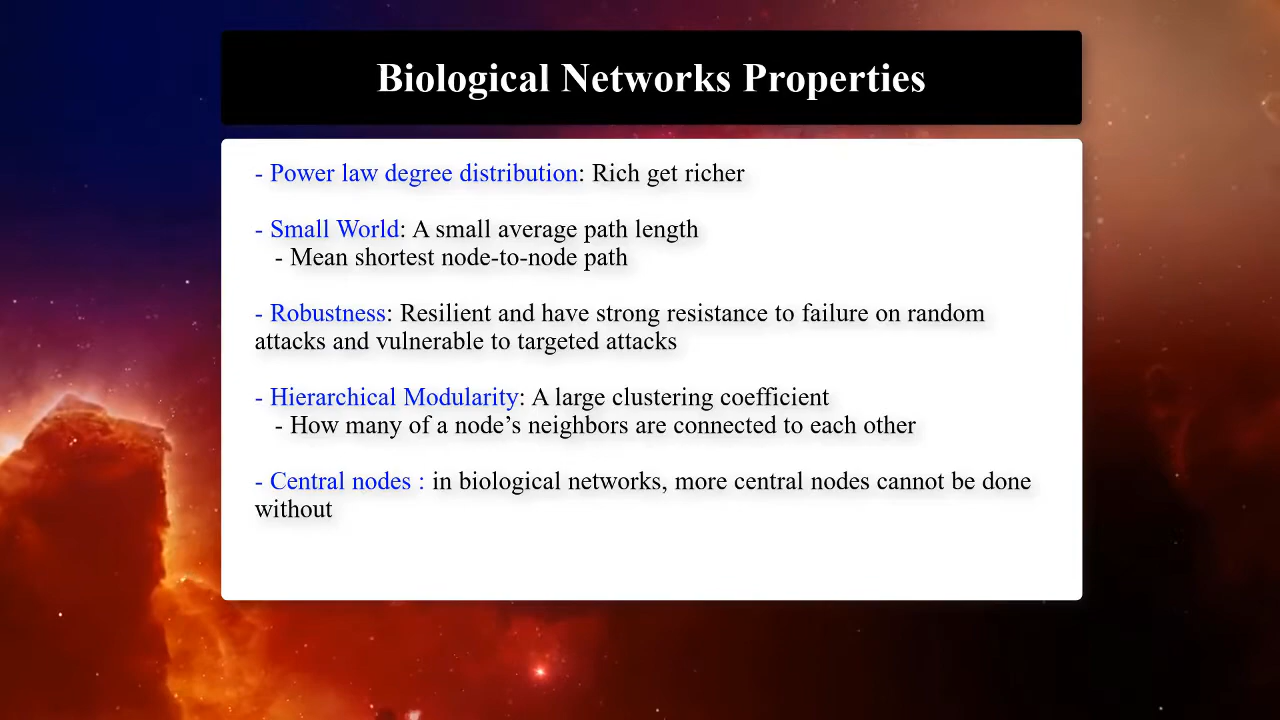 Biological Networks Properties
- Power law degree distribution: Rich get richer
- Small World: A small average path length
- Mean shortest node-to-node path
- Robustness: Resilient and have strong resistance to failure on random
attacks and vulnerable to targeted attacks
- Hierarchical Modularity: A large clustering coefficient
- How many of a node’s neighbors are connected to each other
- Central nodes : in biological networks, more central nodes cannot be done
without